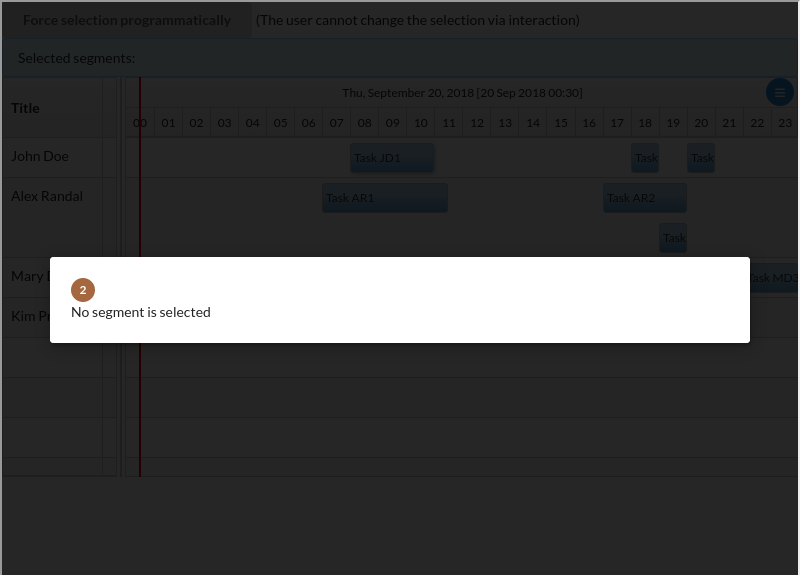 Force selection programmatically (The user cannot change the selection via interaction)
Selected segments:
Title
Thu, September 20, 2018 [20 Sep 2018 00:30]
00 01 02 03 04 05 06 07 08 09 10 11 12 13 14 15 16 17 18 19 20 21 22 23
John Doe Task JD1 Task Task
Alex Randal Task AR1 Task AR2
Task
Mary Task MD3
Kim
2
No segment is selected